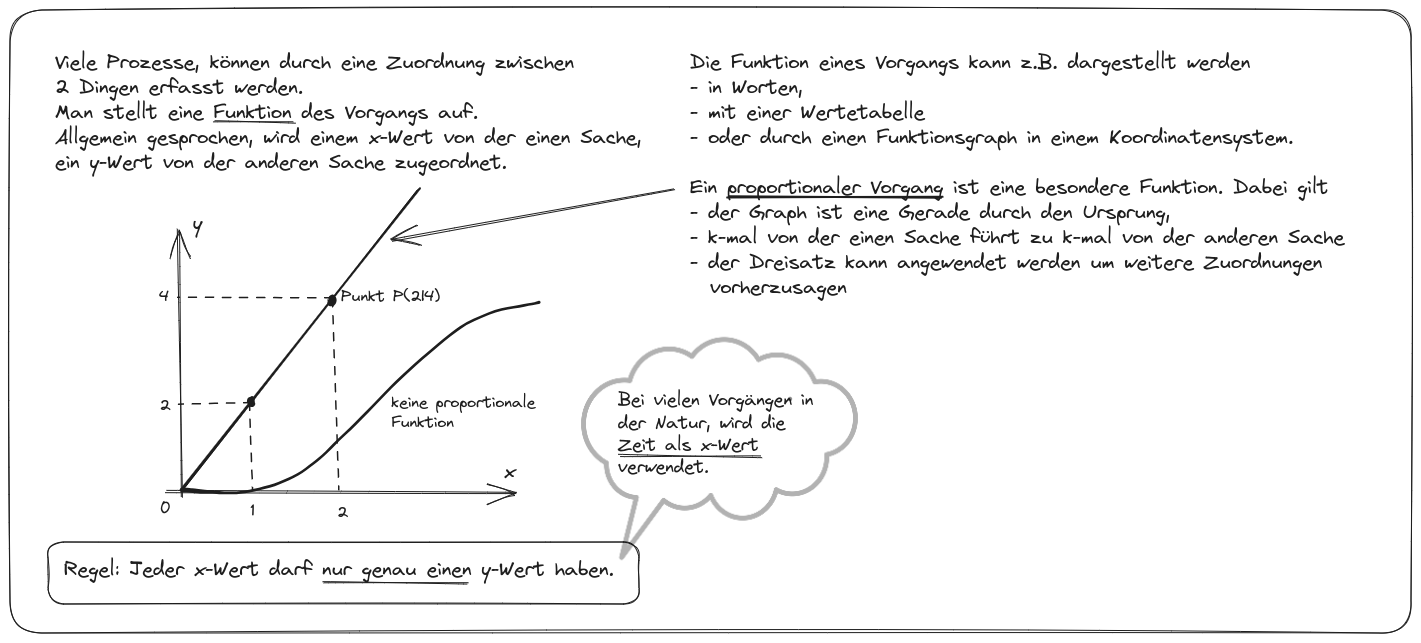 Viele Prozesse, können durch eine Zuordnung zwischen
2 Dingen erfasst werden.
Man stellt eine Funktion des Vorgangs auf.
Allgemein gesprochen, wird einem x-Wert von der einen Sache,
ein y-Wert von der anderen Sache zugeordnet.
Die Funktion eines Vorgangs kann z.B. dargestellt werden
- in Worten,
- mit einer Wertetabelle
- oder durch einen Funktionsgraph in einem Koordinatensystem.
Ein proportionaler Vorgang ist eine besondere Funktion. Dabei gilt
- der Graph ist eine Gerade durch den Ursprung,
- k-mal von der einen Sache führt zu k-mal von der anderen Sache
- der Dreisatz kann angewendet werden um weitere Zuordnungen
vorherzusagen
y
4
Punkt P(2|4)
2
keine proportionale
Funktion
x
0
1
2
Bei vielen Vorgängen in
der Natur, wird die
Zeit als x-Wert
verwendet.
Regel: Jeder x-Wert darf nur genau einen y-Wert haben.